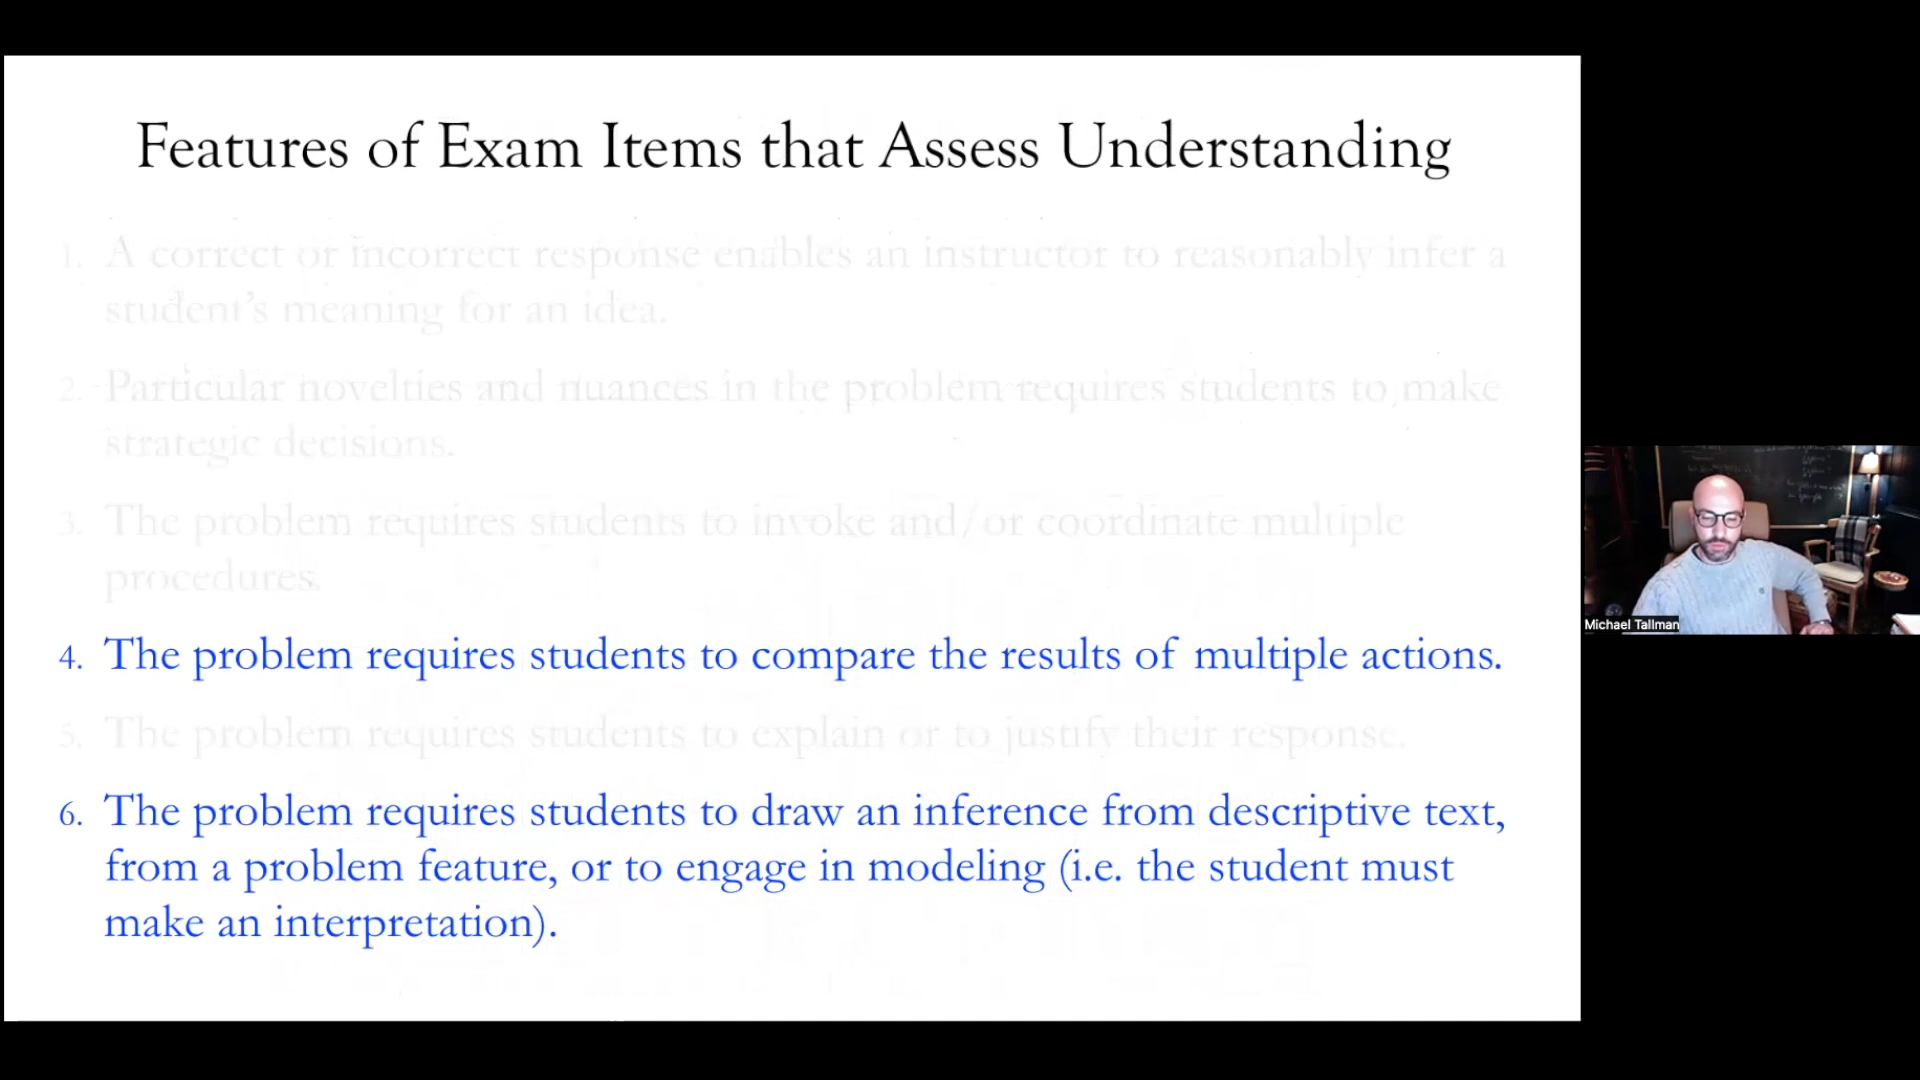 Features of Exam Items that Assess Understanding
1. A correct or incorrect response enables an instructor to reasonably infer a
student's meaning for an idea.
2. Particular novelties and nuances in the problem requires students to make
strategic decisions.
3. The problem requires students to invoke and/or coordinate multiple
procedures.
4. The problem requires students to compare the results of multiple actions.
5. The problem requires students to explain or to justify their response.
6. The problem requires students to draw an inference from descriptive text,
from a problem feature, or to engage in modeling (i.e. the student must
make an interpretation).
Michael Tallman